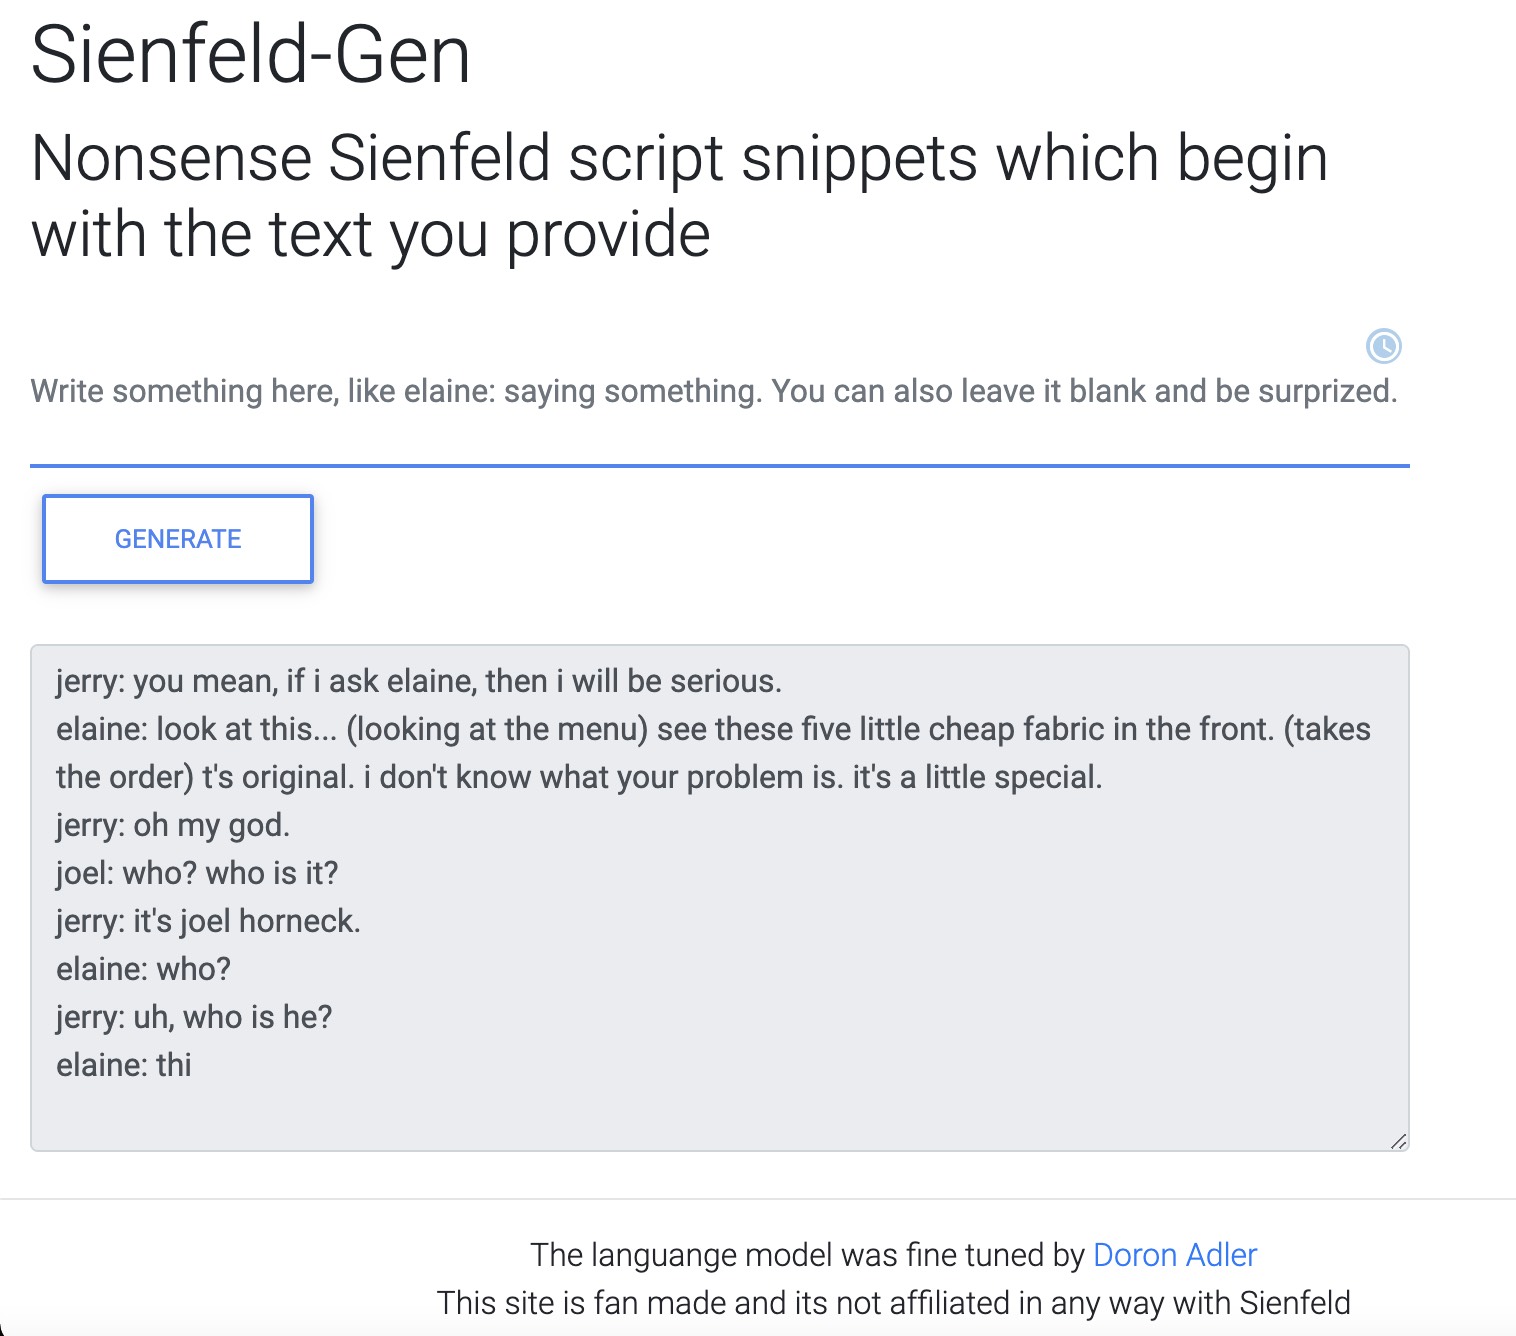 Sienfeld-Gen
Nonsense Sienfeld script snippets which begin
with the text you provide
Write something here, like elaine: saying something. You can also leave it blank and be surprized.
GENERATE
jerry: you mean, if i ask elaine, then i will be serious.
elaine: look at this... (looking at the menu) see these five little cheap fabric in the front. (takes
the order) t's original. i don't know what your problem is. it's a little special.
jerry: oh my god.
joel: who? who is it?
jerry: it's joel horneck.
elaine: who?
jerry: uh, who is he?
elaine: thi
The languange model was fine tuned by Doron Adler
This site is fan made and its not affiliated in any way with Sienfeld